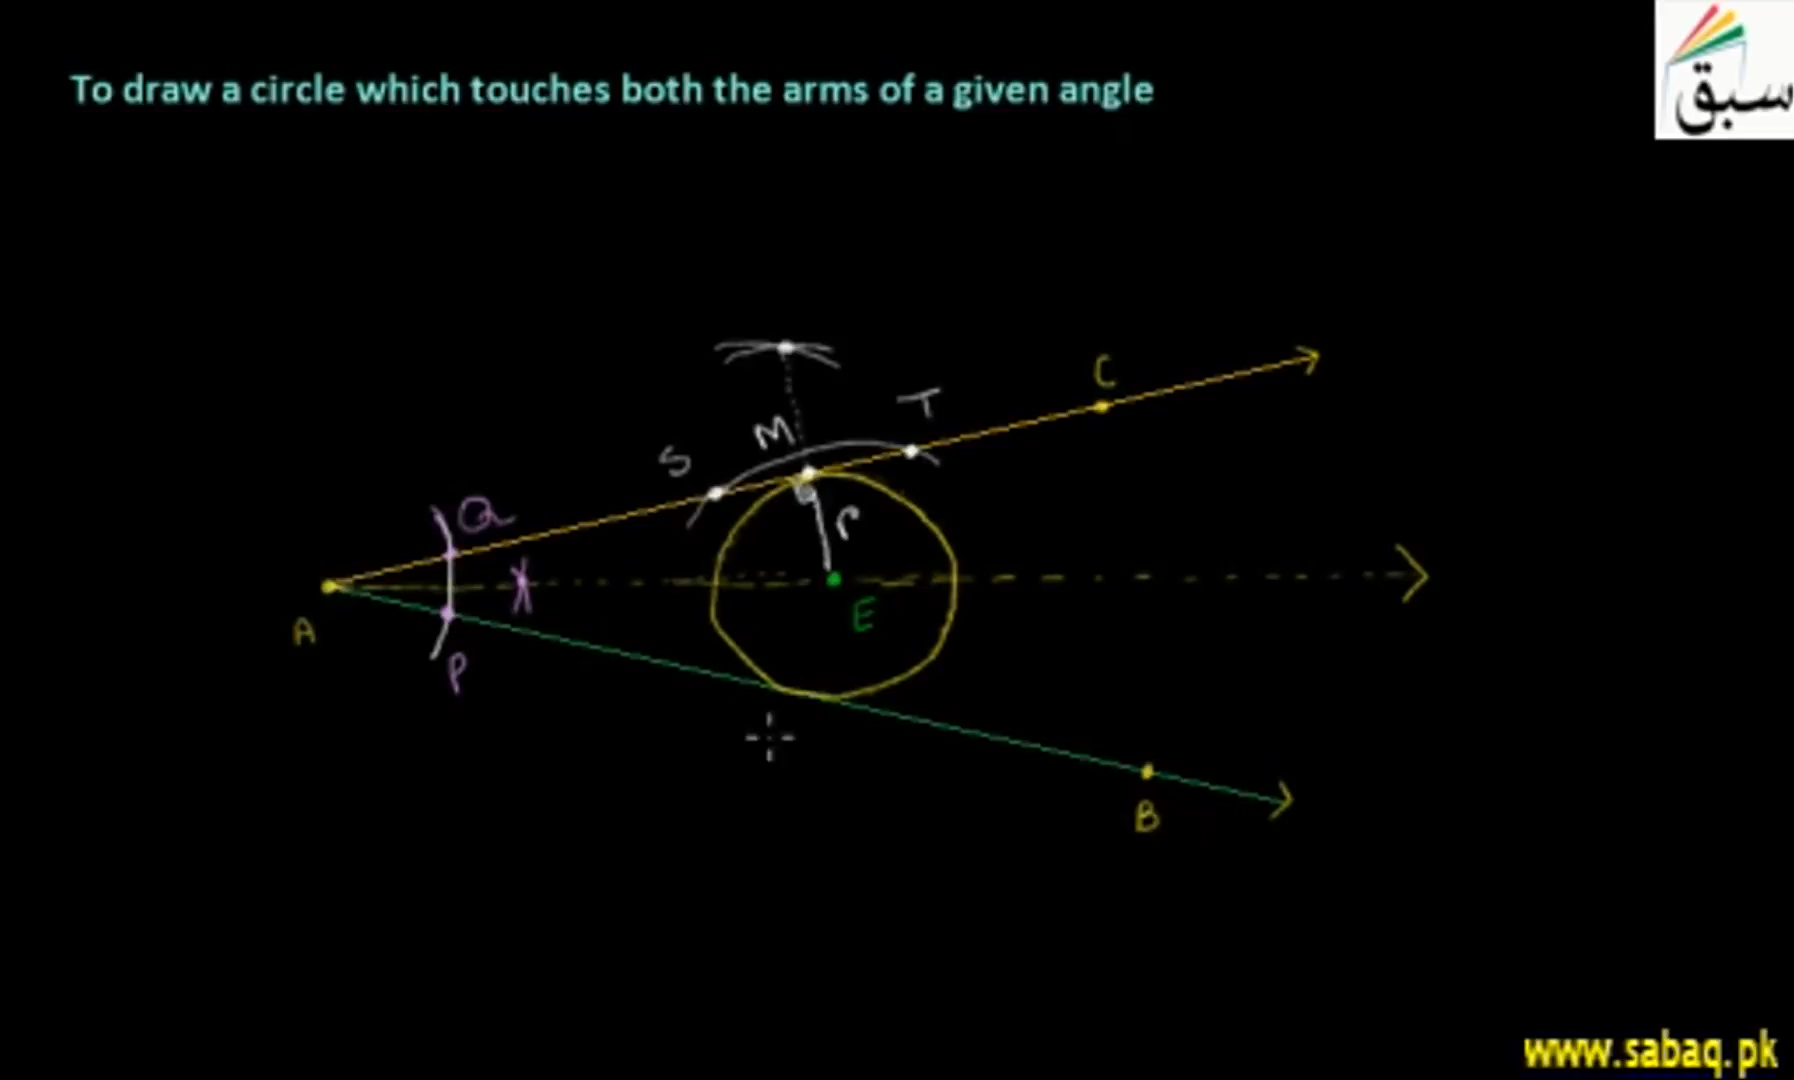 To draw a circle which touches both the arms of a given angle
سبق
C
T
M
S
Q
r
E
A
P
B
www.sabaq.pk